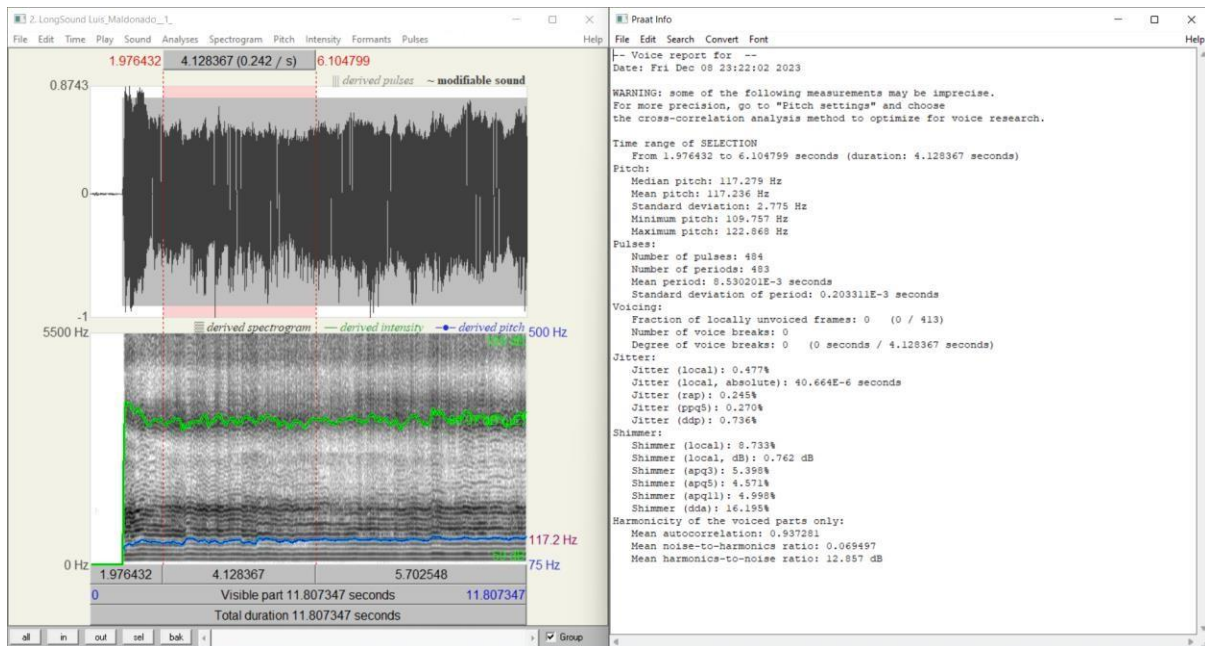 2. LongSound Luis_Maldonado__1_
File Edit Time Play Sound Analyses Spectrogram Pitch Intensity Formants Pulses Help
1.976432 4.128367 (0.242 / s) 6.104799
derived pulses ~ modifiable sound
0.8743
0
-1
5500 Hz derived spectrogram derived intensity derived pitch 500 Hz
117.2 Hz
0 Hz 75 Hz
1.976432 4.128367 5.702548
0 Visible part 11.807347 seconds 11.807347
Total duration 11.807347 seconds
all in out sel bak Group
Praat Info
File Edit Search Convert Font Help
-- Voice report for --
Date: Fri Dec 08 23:22:02 2023
WARNING: some of the following measurements may be imprecise.
For more precision, go to "Pitch settings" and choose
the cross-correlation analysis method to optimize for voice research.
Time range of SELECTION
From 1.976432 to 6.104799 seconds (duration: 4.128367 seconds)
Pitch:
Median pitch: 117.279 Hz
Mean pitch: 117.236 Hz
Standard deviation: 2.775 Hz
Minimum pitch: 109.757 Hz
Maximum pitch: 122.868 Hz
Pulses:
Number of pulses: 484
Number of periods: 483
Mean period: 8.530201E-3 seconds
Standard deviation of period: 0.203311E-3 seconds
Voicing:
Fraction of locally unvoiced frames: 0 (0 / 413)
Number of voice breaks: 0
Degree of voice breaks: 0 (0 seconds / 4.128367 seconds)
Jitter:
Jitter (local): 0.477%
Jitter (local, absolute): 40.664E-6 seconds
Jitter (rap): 0.245%
Jitter (ppq5): 0.270%
Jitter (ddp): 0.736%
Shimmer:
Shimmer (local): 8.733%
Shimmer (local, dB): 0.762 dB
Shimmer (apq3): 5.398%
Shimmer (apq5): 4.571%
Shimmer (apq11): 4.998%
Shimmer (dda): 16.195%
Harmonicity of the voiced parts only:
Mean autocorrelation: 0.937281
Mean noise-to-harmonics ratio: 0.069497
Mean harmonics-to-noise ratio: 12.857 dB